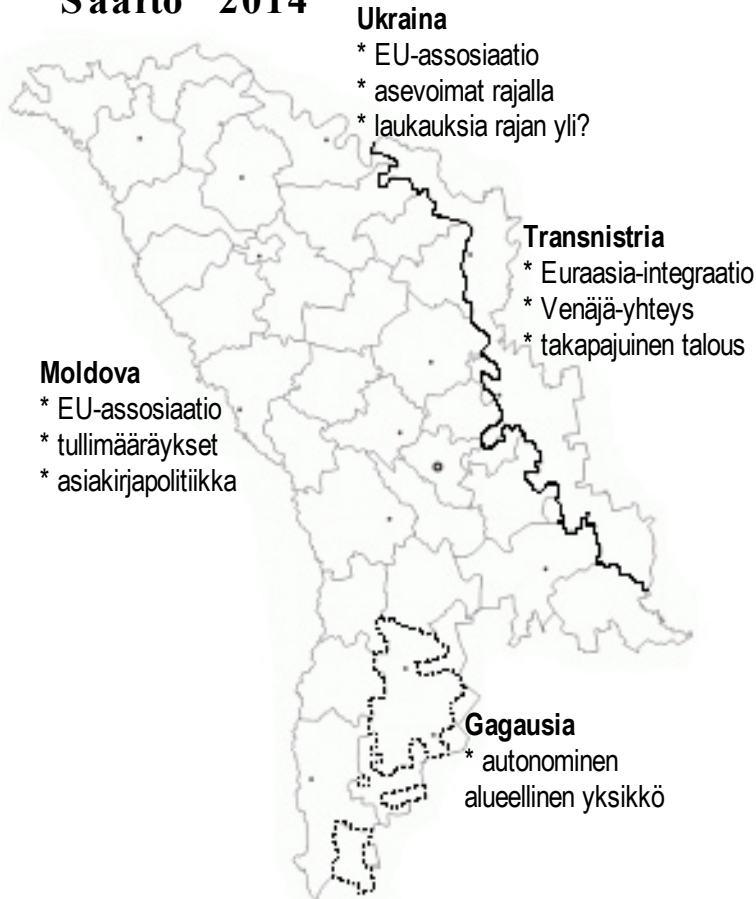 Saarto 2014
Ukraina
* EU-assosiaatio
* asevoimat rajalla
* laukauksia rajan yli?
Transnistria
* Euraasia-integraatio
* Venäjä-yhteys
* takapajuinen talous
Moldova
* EU-assosiaatio
* tullimääräykset
* asiakirjapolitiikka
Gagausia
* autonominen
alueellinen yksikkö